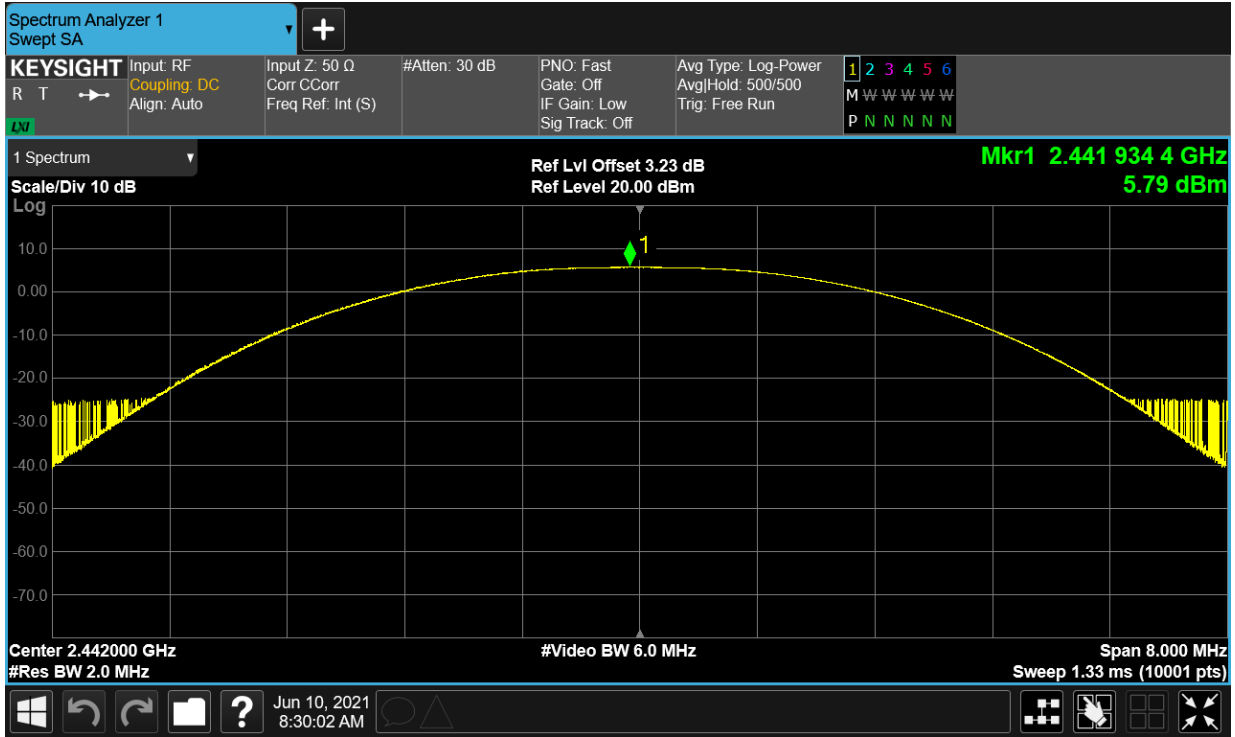 Spectrum Analyzer 1
Swept SA
+
KEYSIGHT
R T
LXI
Input: RF
Coupling: DC
Align: Auto
Input Z: 50 Ω
Corr CCorr
Freq Ref: Int (S)
#Atten: 30 dB
PNO: Fast
Gate: Off
IF Gain: Low
Sig Track: Off
Avg Type: Log-Power
Avg|Hold: 500/500
Trig: Free Run
1 2 3 4 5 6
M W W W W W
P N N N N N
1 Spectrum
Scale/Div 10 dB
Ref Lvl Offset 3.23 dB
Ref Level 20.00 dBm
Mkr1 2.441 934 4 GHz
5.79 dBm
Log
1
10.0
0.00
-10.0
-20.0
-30.0
-40.0
-50.0
-60.0
-70.0
Center 2.442000 GHz
#Res BW 2.0 MHz
#Video BW 6.0 MHz
Span 8.000 MHz
Sweep 1.33 ms (10001 pts)
?
Jun 10, 2021
8:30:02 AM